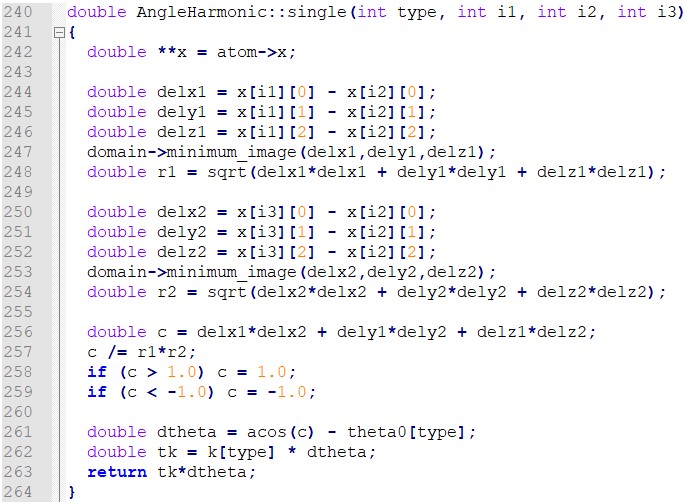 240 double AngleHarmonic::single(int type, int i1, int i2, int i3)
241 {
242   double **x = atom->x;
243
244   double delx1 = x[i1][0] - x[i2][0];
245   double dely1 = x[i1][1] - x[i2][1];
246   double delz1 = x[i1][2] - x[i2][2];
247   domain->minimum_image(delx1,dely1,delz1);
248   double r1 = sqrt(delx1*delx1 + dely1*dely1 + delz1*delz1);
249
250   double delx2 = x[i3][0] - x[i2][0];
251   double dely2 = x[i3][1] - x[i2][1];
252   double delz2 = x[i3][2] - x[i2][2];
253   domain->minimum_image(delx2,dely2,delz2);
254   double r2 = sqrt(delx2*delx2 + dely2*dely2 + delz2*delz2);
255
256   double c = delx1*delx2 + dely1*dely2 + delz1*delz2;
257   c /= r1*r2;
258   if (c > 1.0) c = 1.0;
259   if (c < -1.0) c = -1.0;
260
261   double dtheta = acos(c) - theta0[type];
262   double tk = k[type] * dtheta;
263   return tk*dtheta;
264 }